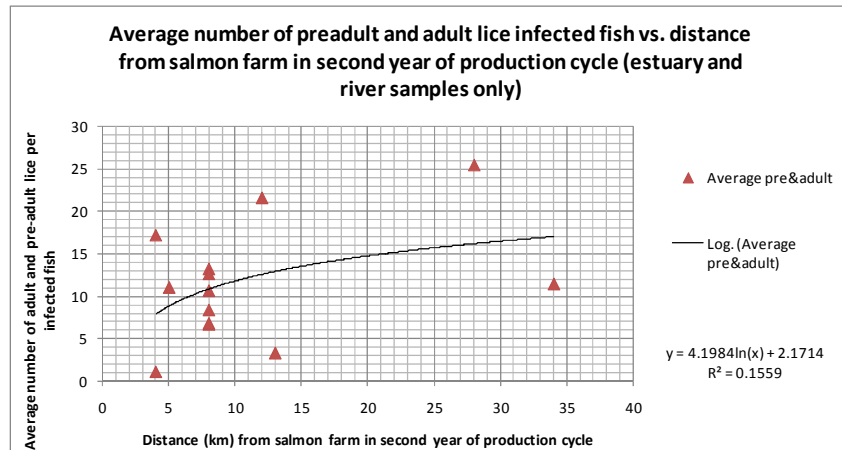 Average number of preadult and adult lice infected fish vs. distance
from salmon farm in second year of production cycle (estuary and
river samples only)
Average number of adult and pre-adult lice per
infected fish
30
25
20
15
10
5
0
0 5 10 15 20 25 30 35 40
Distance (km) from salmon farm in second year of production cycle
Average pre&adult
Log. (Average
pre&adult)
y = 4.1984ln(x) + 2.1714
R² = 0.1559